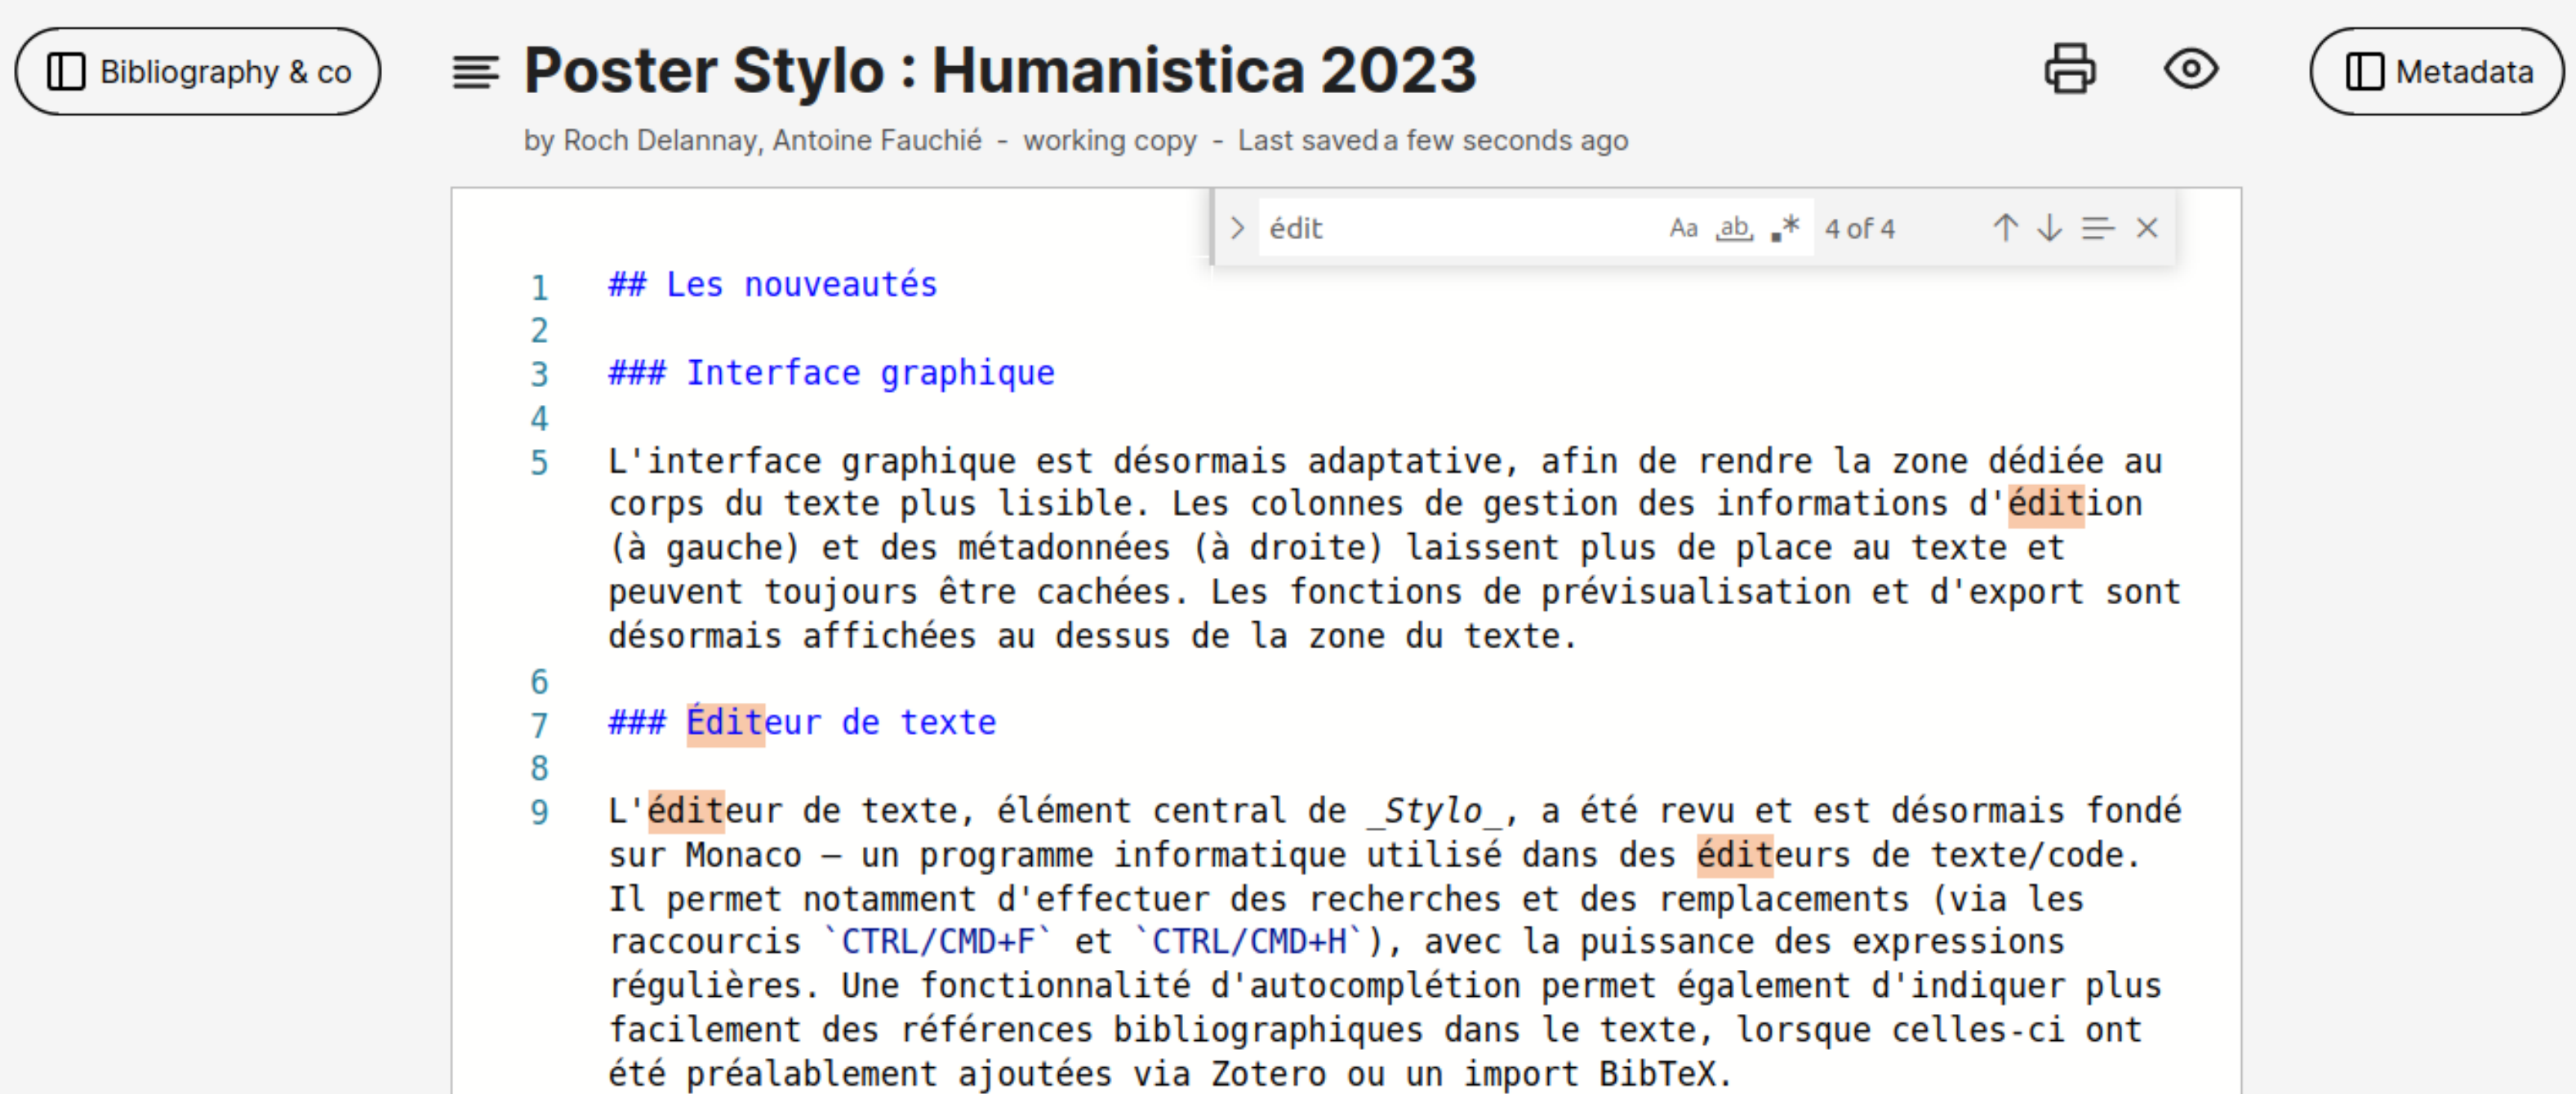 Bibliography & co
Poster Stylo : Humanistica 2023
Metadata
by Roch Delannay, Antoine Fauchié - working copy - Last saved a few seconds ago
édit Aa ab .* 4 of 4
1 ## Les nouveautés
2
3 ### Interface graphique
4
5 L'interface graphique est désormais adaptative, afin de rendre la zone dédiée au
corps du texte plus lisible. Les colonnes de gestion des informations d'édition
(à gauche) et des métadonnées (à droite) laissent plus de place au texte et
peuvent toujours être cachées. Les fonctions de prévisualisation et d'export sont
désormais affichées au dessus de la zone du texte.
6
7 ### Éditeur de texte
8
9 L'éditeur de texte, élément central de _Stylo_, a été revu et est désormais fondé
sur Monaco – un programme informatique utilisé dans des éditeurs de texte/code.
Il permet notamment d'effectuer des recherches et des remplacements (via les
raccourcis `CTRL/CMD+F` et `CTRL/CMD+H`), avec la puissance des expressions
régulières. Une fonctionnalité d'autocomplétion permet également d'indiquer plus
facilement des références bibliographiques dans le texte, lorsque celles-ci ont
été préalablement ajoutées via Zotero ou un import BibTeX.